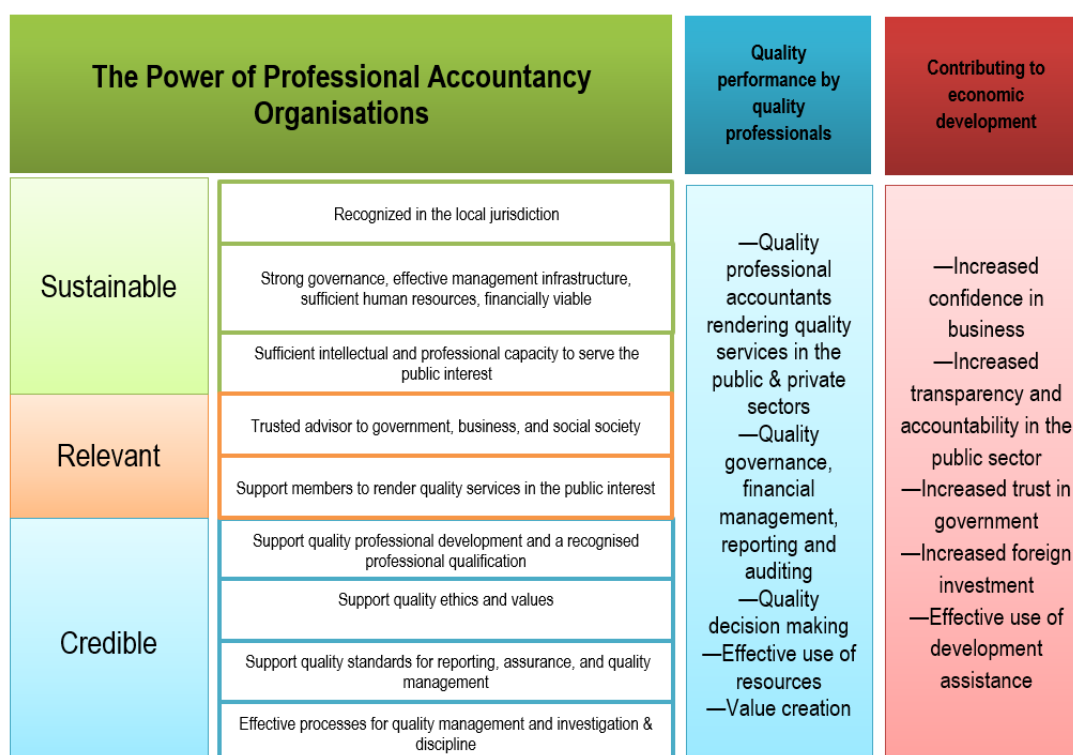 The Power of Professional Accountancy
Organisations
Quality
performance by
quality
professionals
Contributing to
economic
development
Sustainable
Recognized in the local jurisdiction
Strong governance, effective management infrastructure,
sufficient human resources, financially viable
Sufficient intellectual and professional capacity to serve the
public interest
Relevant
Trusted advisor to government, business, and social society
Support members to render quality services in the public interest
Credible
Support quality professional development and a recognised
professional qualification
Support quality ethics and values
Support quality standards for reporting, assurance, and quality
management
Effective processes for quality management and investigation &
discipline
—Quality
professional
accountants
rendering quality
services in the
public & private
sectors
—Quality
governance,
financial
management,
reporting and
auditing
—Quality
decision making
—Effective use of
resources
—Value creation
—Increased
confidence in
business
—Increased
transparency and
accountability in the
public sector
—Increased trust in
government
—Increased foreign
investment
—Effective use of
development
assistance